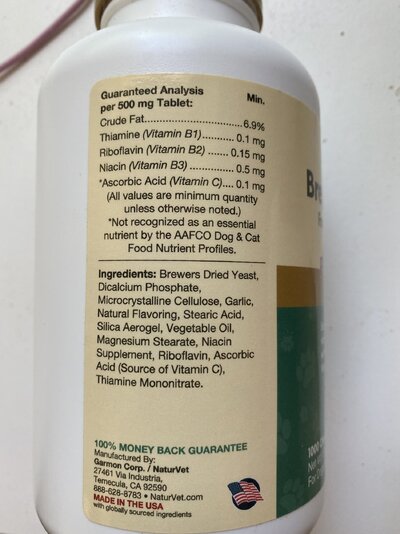 Guaranteed Analysis
per 500 mg Tablet: Min.
Crude Fat..............................6.9%
Thiamine (Vitamin B1)........... 0.1 mg
Riboflavin (Vitamin B2) ....... 0.15 mg
Niacin (Vitamin B3) ............... 0.5 mg
*Ascorbic Acid (Vitamin C).... 0.1 mg
(All values are minimum quantity
unless otherwise noted.)
*Not recognized as an essential
nutrient by the AAFCO Dog & Cat
Food Nutrient Profiles.
Ingredients: Brewers Dried Yeast,
Dicalcium Phosphate,
Microcrystalline Cellulose, Garlic,
Natural Flavoring, Stearic Acid,
Silica Aerogel, Vegetable Oil,
Magnesium Stearate, Niacin
Supplement, Riboflavin, Ascorbic
Acid (Source of Vitamin C),
Thiamine Mononitrate.
100% MONEY BACK GUARANTEE
Manufactured By:
Garmon Corp. / NaturVet
27461 Via Industria,
Temecula, CA 92590
888-628-8783 • NaturVet.com
MADE IN THE USA
with globally sourced ingredients
1000